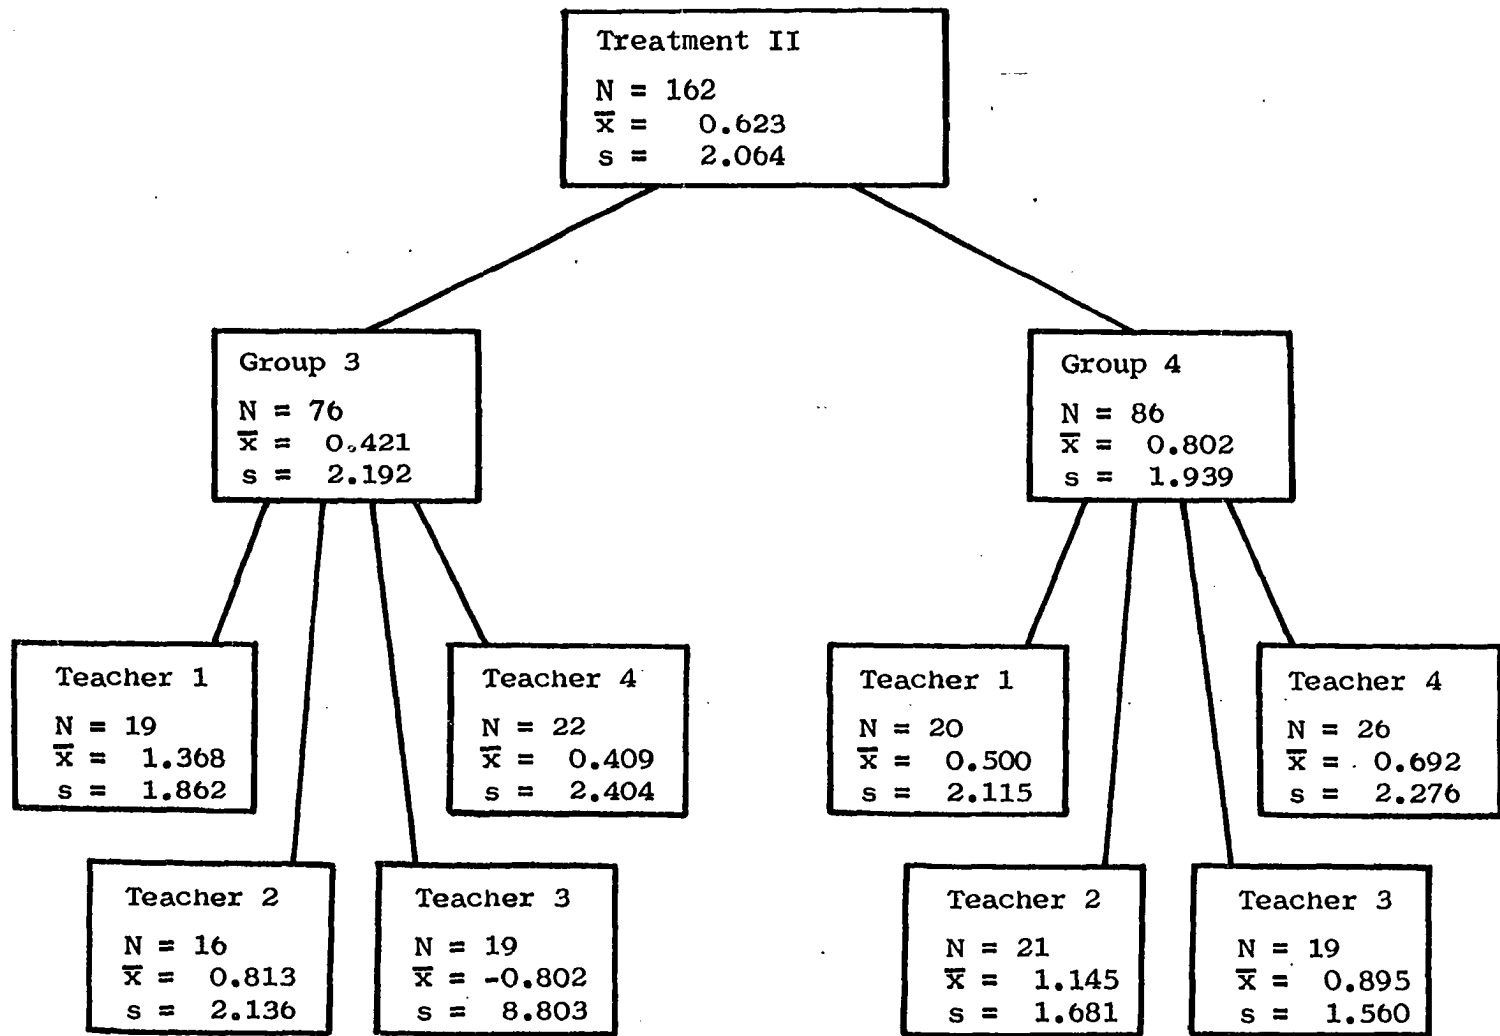 Treatment II
N = 162
x̄ = 0.623
s = 2.064
Group 3
N = 76
x̄ = 0.421
s = 2.192
Group 4
N = 86
x̄ = 0.802
s = 1.939
Teacher 1
N = 19
x̄ = 1.368
s = 1.862
Teacher 4
N = 22
x̄ = 0.409
s = 2.404
Teacher 1
N = 20
x̄ = 0.500
s = 2.115
Teacher 4
N = 26
x̄ = 0.692
s = 2.276
Teacher 2
N = 16
x̄ = 0.813
s = 2.136
Teacher 3
N = 19
x̄ = -0.802
s = 8.803
Teacher 2
N = 21
x̄ = 1.145
s = 1.681
Teacher 3
N = 19
x̄ = 0.895
s = 1.560